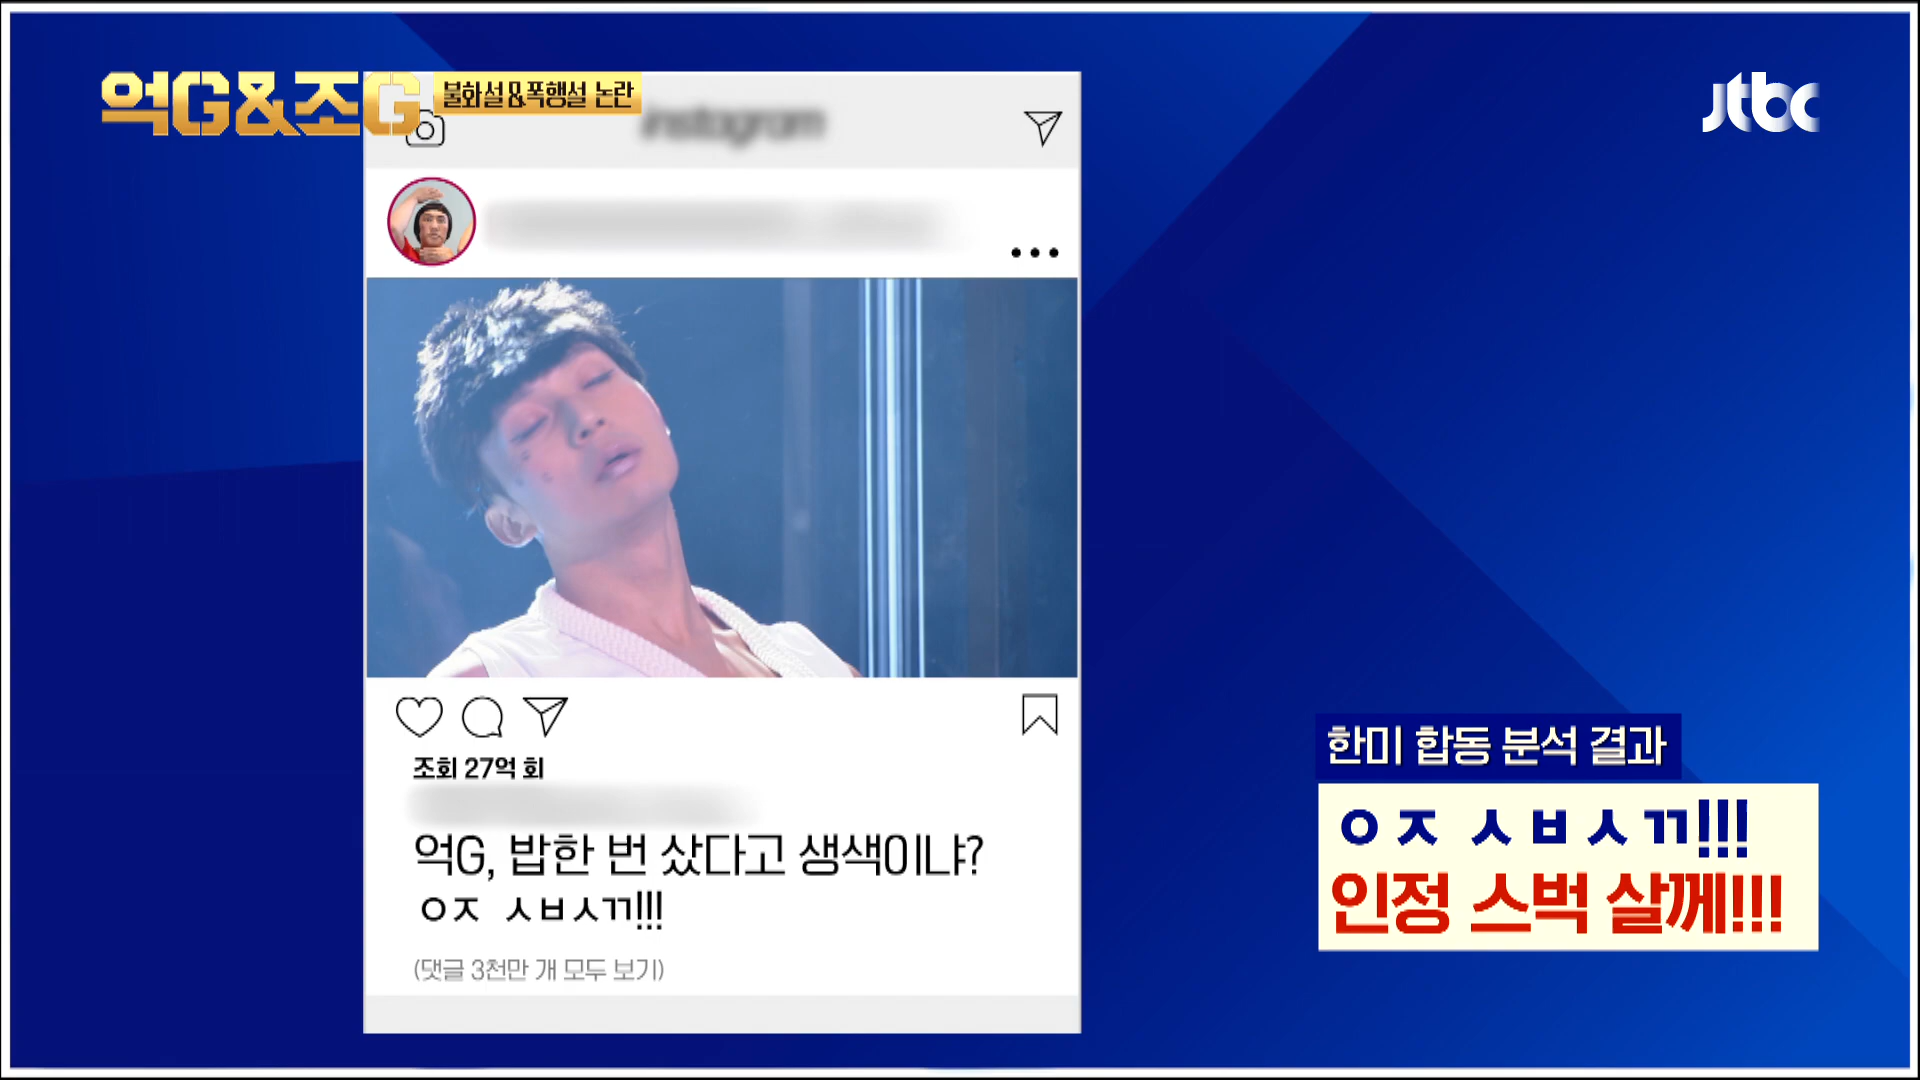 억G&조G
불화설&폭행설 논란
jtbc
instagram
조회 27억 회
억G, 밥한 번 샀다고 생색이냐?
ㅇㅈ ㅅㅂㅅㄲ!!!
(댓글 3천만 개 모두 보기)
한미 합동 분석 결과
ㅇㅈ ㅅㅂㅅㄲ!!!
인정 스벅 살께!!!